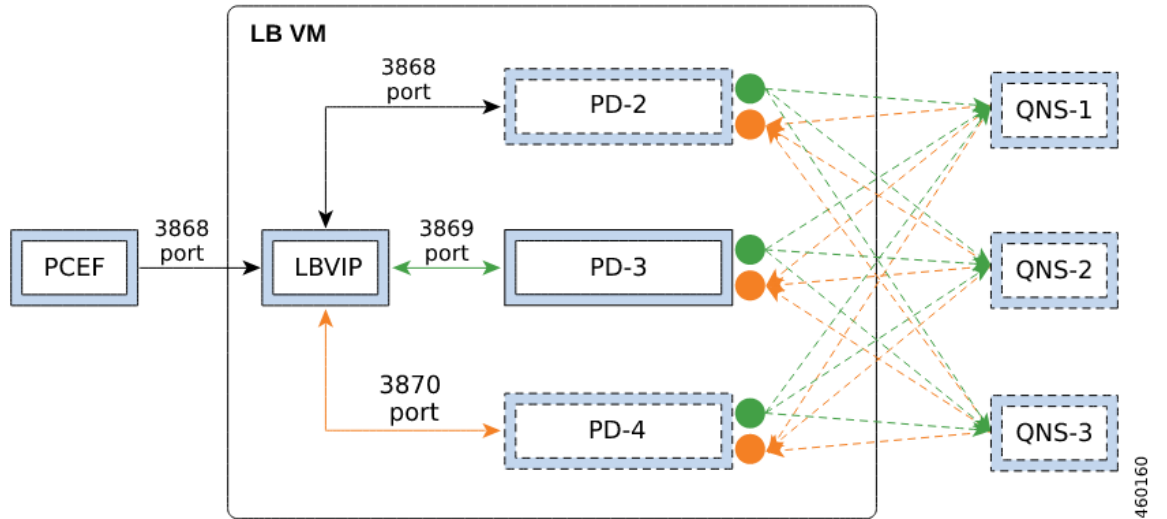 LB VM
3868
port
PD-2
QNS-1
PCEF
3868
port
LBVIP
3869
port
PD-3
QNS-2
3870
port
PD-4
QNS-3
460160